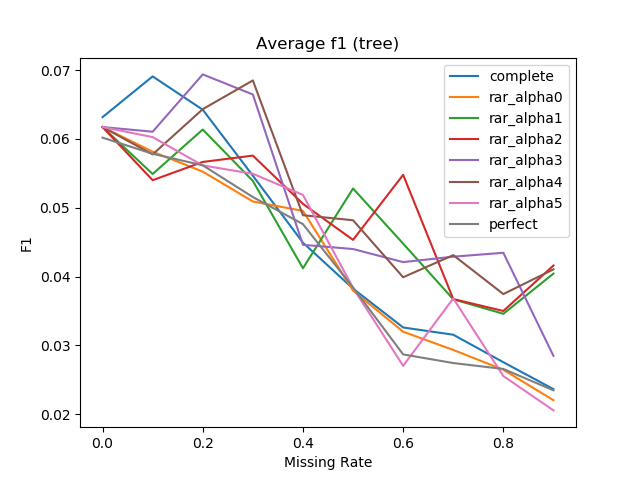 Average f1 (tree)
complete
rar_alpha0
rar_alpha1
rar_alpha2
rar_alpha3
rar_alpha4
rar_alpha5
perfect
F1
0.07
0.06
0.05
0.04
0.03
0.02
0.0
0.2
0.4
0.6
0.8
Missing Rate